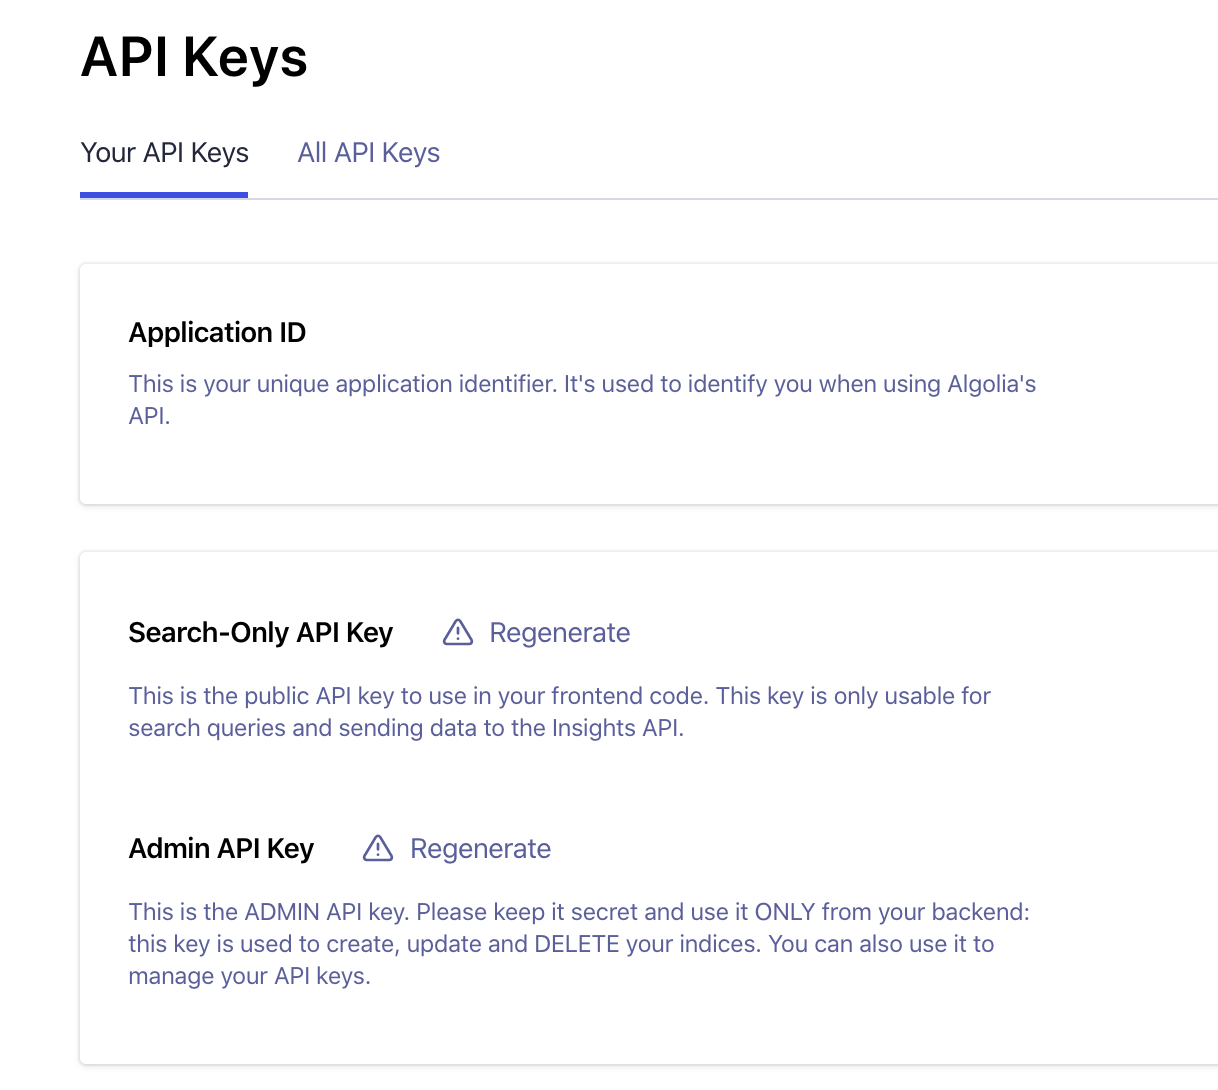 API Keys
Your API Keys
All API Keys
Application ID
This is your unique application identifier. It's used to identify you when using Algolia's
API.
Search-Only API Key
Regenerate
This is the public API key to use in your frontend code. This key is only usable for
search queries and sending data to the Insights API.
Admin API Key
Regenerate
This is the ADMIN API key. Please keep it secret and use it ONLY from your backend:
this key is used to create, update and DELETE your indices. You can also use it to
manage your API keys.